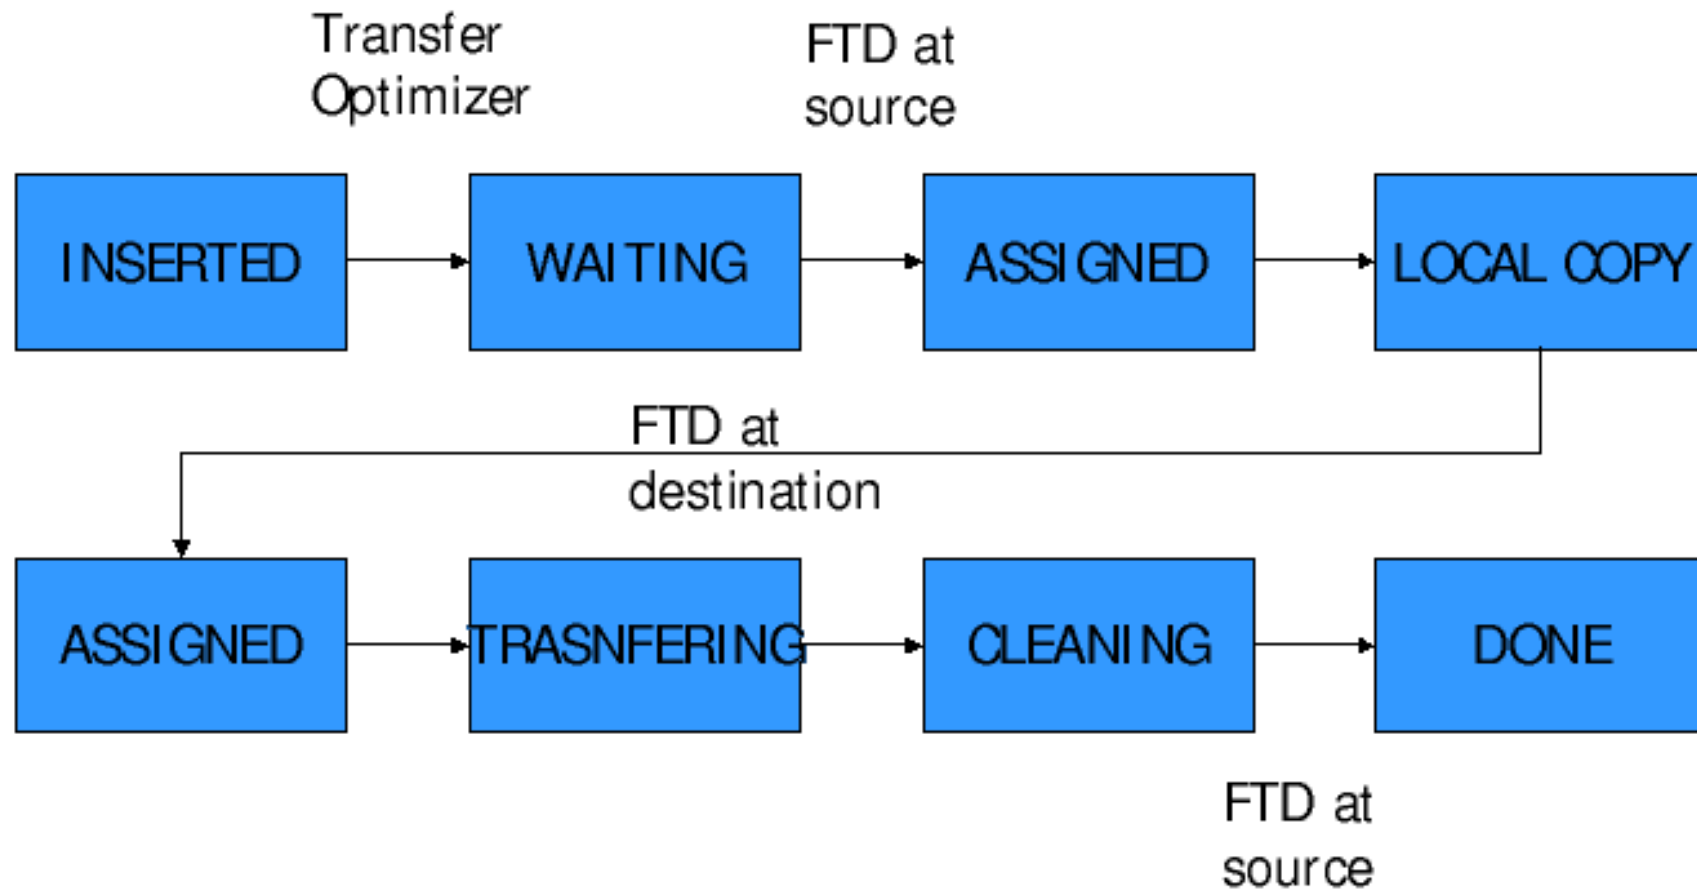 Transfer
Optimizer
FTD at
source
INSERTED
WAITING
ASSIGNED
LOCAL COPY
FTD at
destination
ASSIGNED
TRASNFERING
CLEANING
DONE
FTD at
source